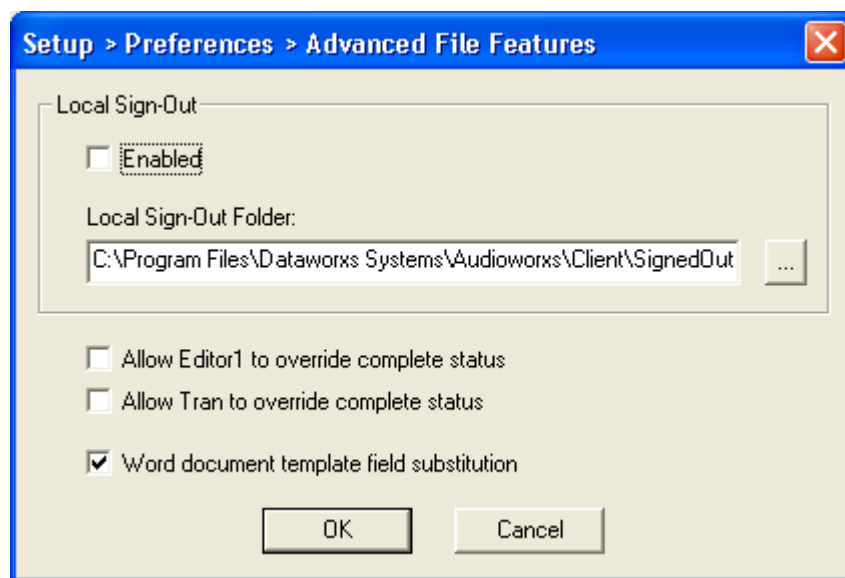 Setup > Preferences > Advanced File Features
Local Sign-Out
Enabled
Local Sign-Out Folder:
C:\Program Files\Dataworxs Systems\Audioworxs\Client\SignedOut
...
Allow Editor1 to override complete status
Allow Tran to override complete status
Word document template field substitution
OK Cancel